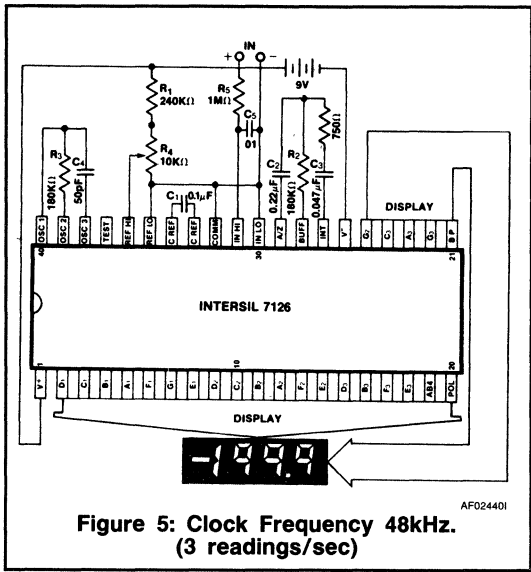 + IN -
9V
R1
240KΩ
R5
1MΩ
C5
01
R4
10KΩ
R3
180KΩ
C4
50pF
C1 0.1µF
C2
0.22µF
R2
180KΩ
C3
0.047µF
750Ω
DISPLAY
OSC 1
OSC 2
OSC 3
TEST
REF HI
REF LO
C REF
C REF
COMM
IN HI
IN LO
A/Z
BUFF
INT
V-
G2
C3
A3
G3
B P
40
30
21
INTERSIL 7126
1
10
20
V+
D1
C1
B1
A1
F1
G1
E1
D2
C2
B2
A2
F2
E2
D3
B3
F3
E3
AB4
POL
DISPLAY
-199.9
AF02440I
Figure 5: Clock Frequency 48kHz.
(3 readings/sec)